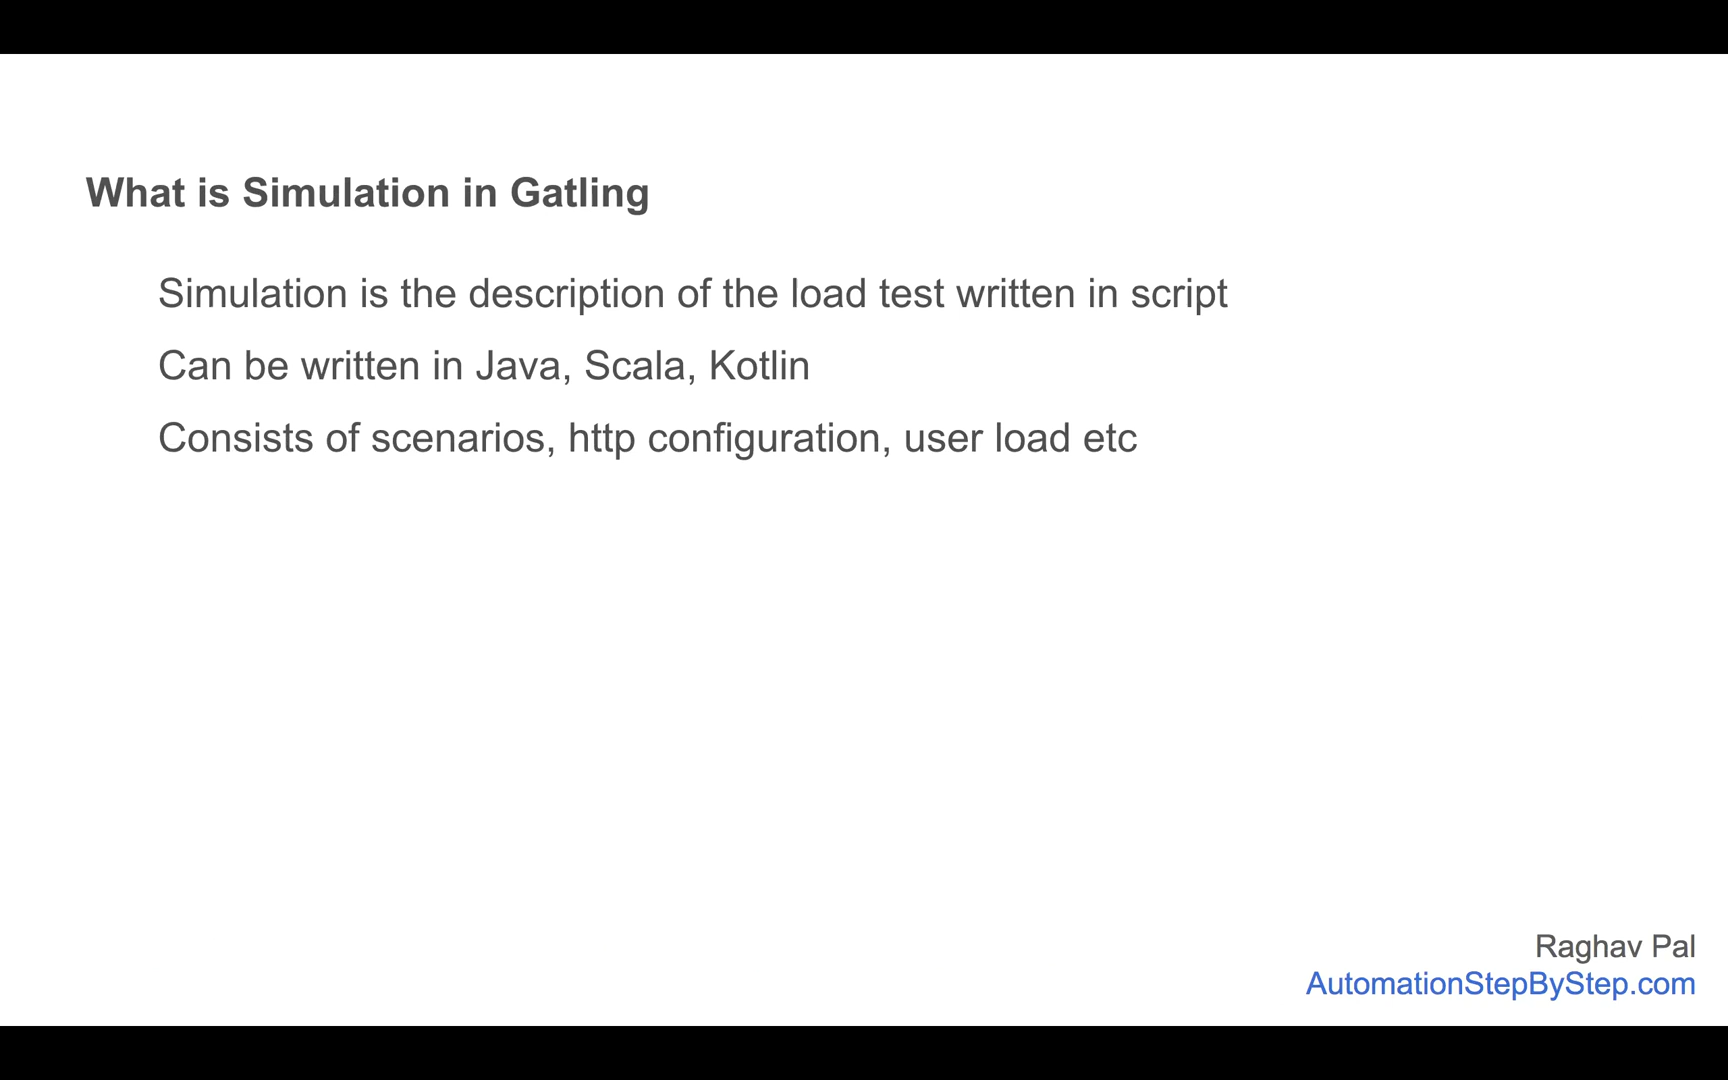 What is Simulation in Gatling
Simulation is the description of the load test written in script
Can be written in Java, Scala, Kotlin
Consists of scenarios, http configuration, user load etc
Raghav Pal
AutomationStepByStep.com